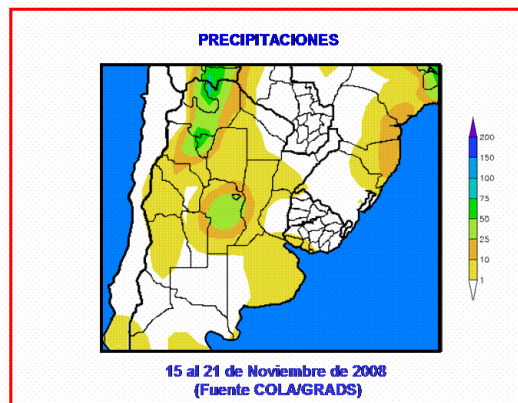 PRECIPITACIONES
200
150
100
75
50
25
10
1
15 al 21 de Noviembre de 2008
(Fuente COLA/GRADS)